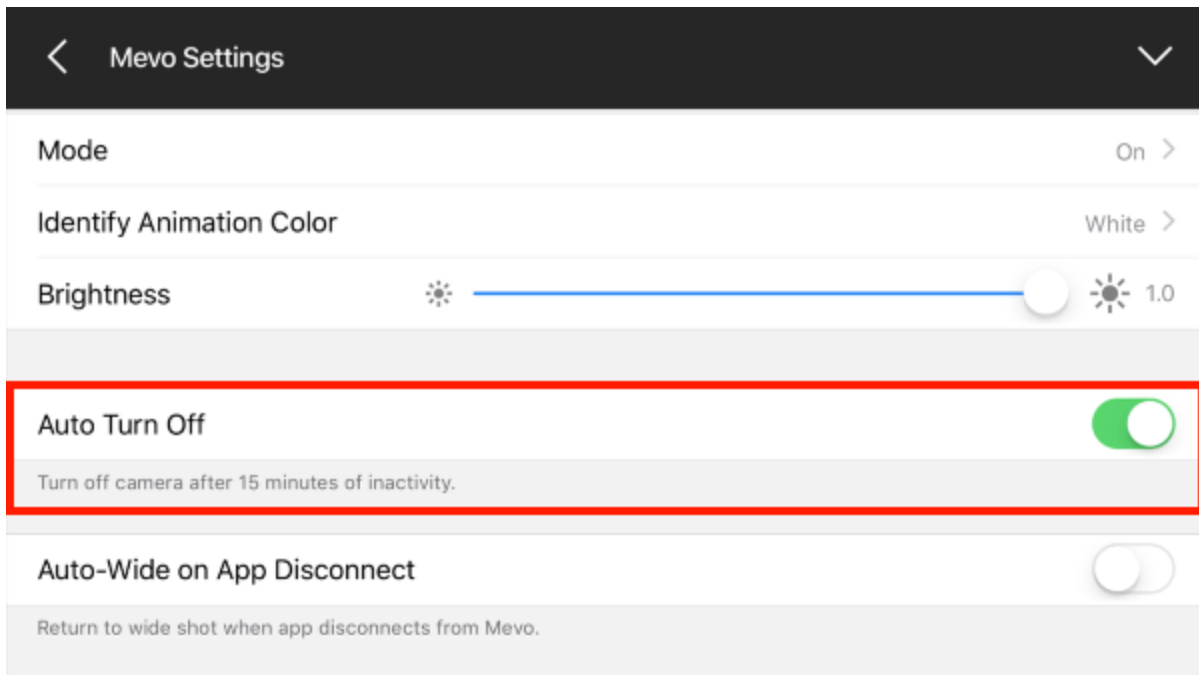 Mevo Settings
Mode On
Identify Animation Color White
Brightness 1.0
Auto Turn Off
Turn off camera after 15 minutes of inactivity.
Auto-Wide on App Disconnect
Return to wide shot when app disconnects from Mevo.